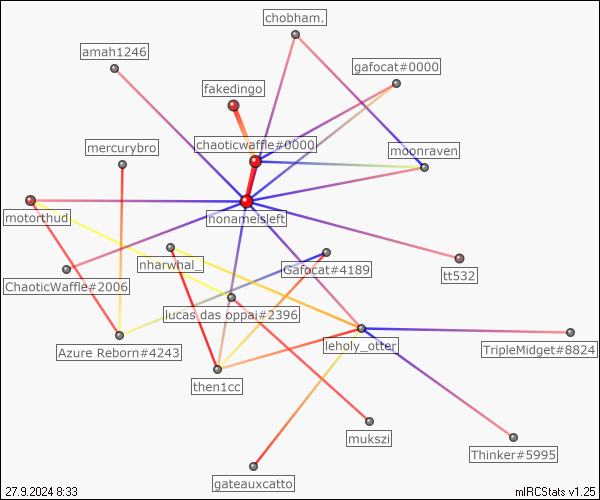 chobham.
amah1246
gafocat#0000
fakedingo
chaoticwaffle#0000
mercurybro
moonraven
motorthud
nonameisleft
nharwhal_
Gafocat#4189
tt532
ChaoticWaffle#2006
lucas das oppai#2396
Azure Reborn#4243
leholy_otter
TripleMidget#8824
then1cc
mukszi
Thinker#5995
gateauxcatto
27.9.2024 8:33
mIRCStats v1.25